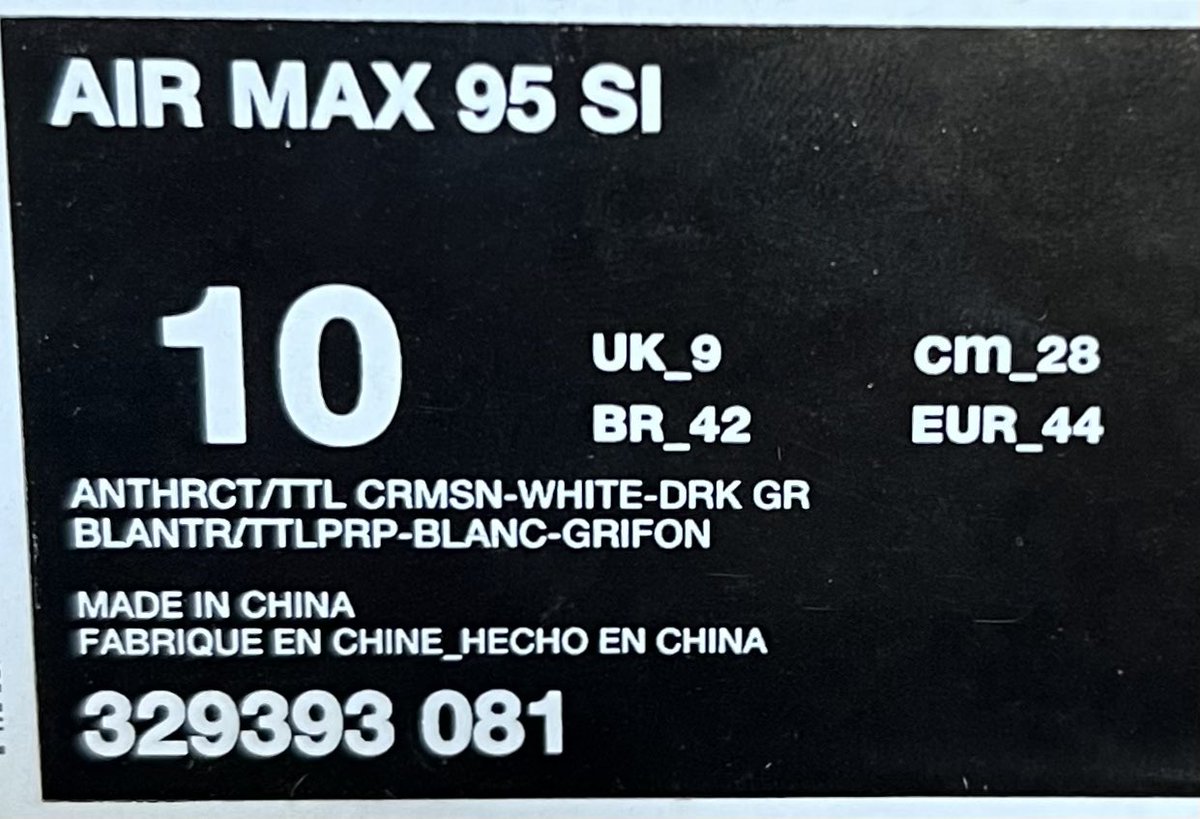 AIR MAX 95 SI
10
UK_9 cm_28
BR_42 EUR_44
ANTHRCT/TTL CRMSN-WHITE-DRK GR
BLANTR/TTLPRP-BLANC-GRIFON
MADE IN CHINA
FABRIQUE EN CHINE_HECHO EN CHINA
329393 081